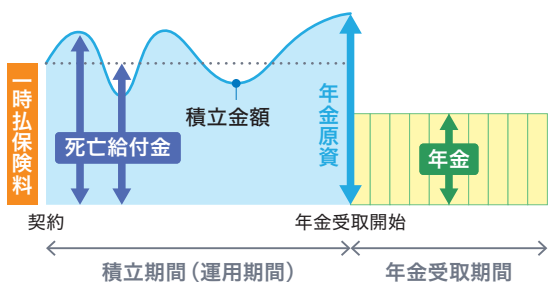 一時払保険料
死亡給付金
積立金額
年金原資
年金
契約
年金受取開始
積立期間（運用期間）
年金受取期間